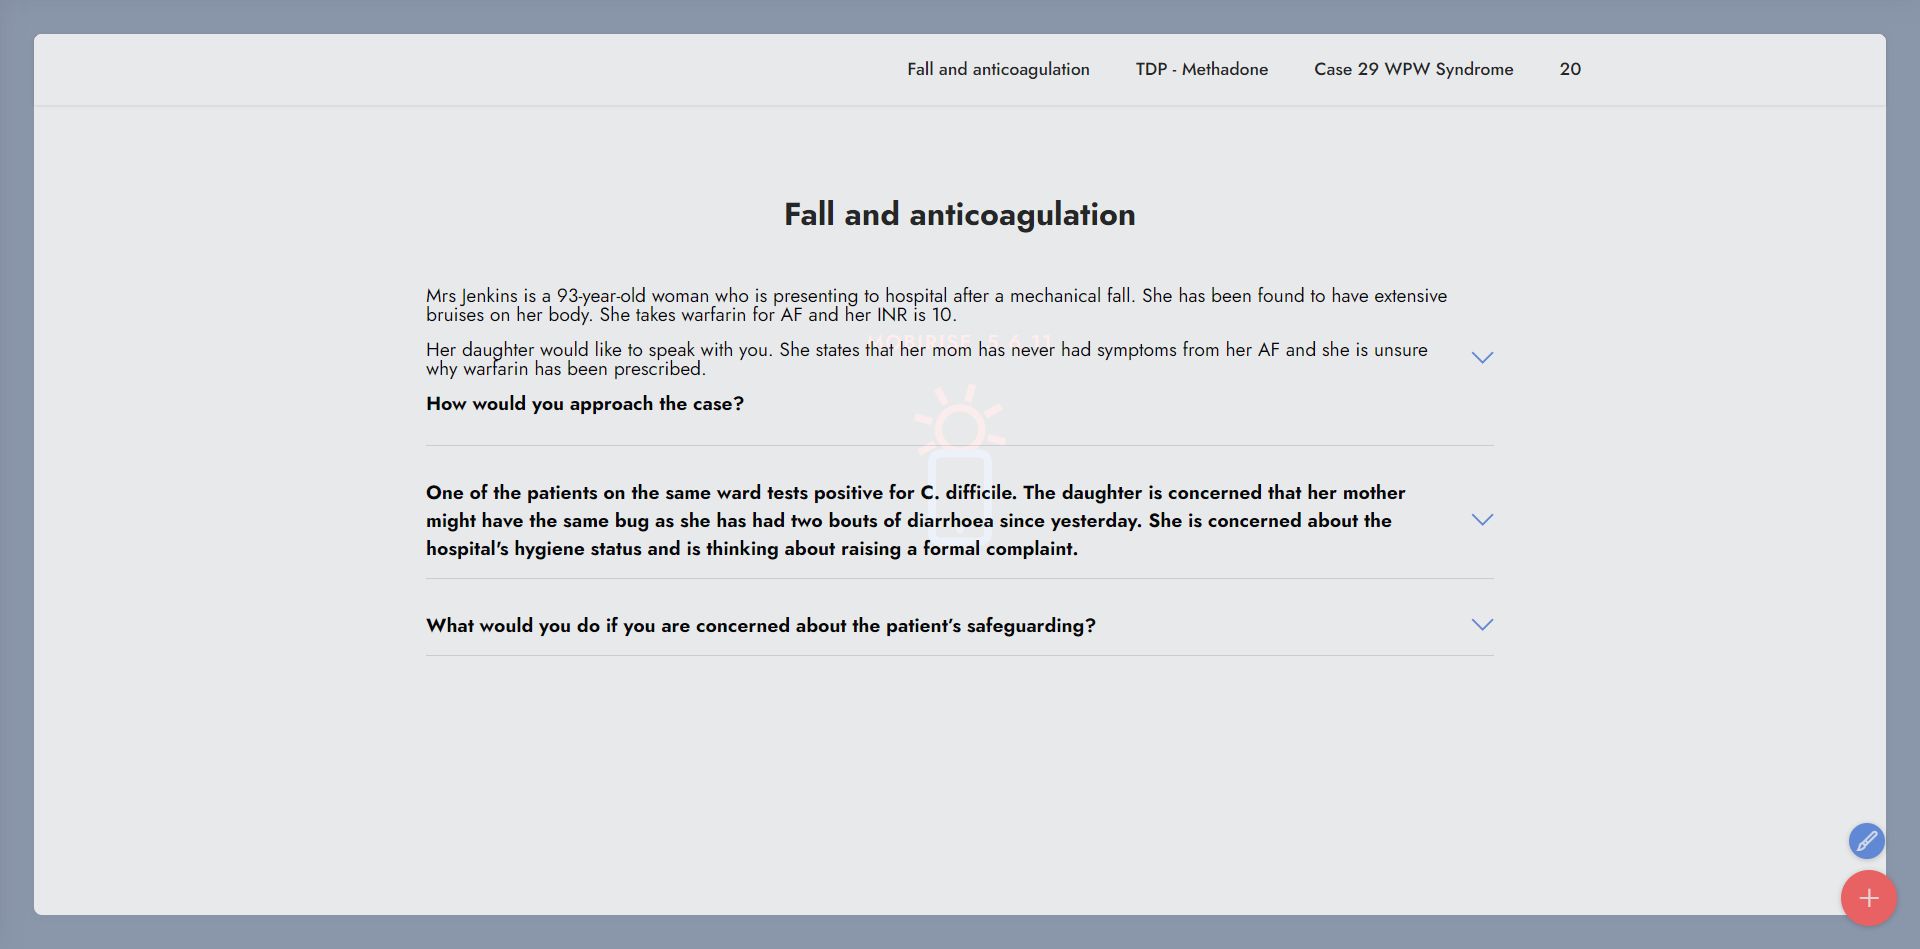 Fall and anticoagulation TDP - Methadone Case 29 WPW Syndrome 20
Fall and anticoagulation
Mrs Jenkins is a 93-year-old woman who is presenting to hospital after a mechanical fall. She has been found to have extensive
bruises on her body. She takes warfarin for AF and her INR is 10.
Her daughter would like to speak with you. She states that her mom has never had symptoms from her AF and she is unsure
why warfarin has been prescribed.
How would you approach the case?
One of the patients on the same ward tests positive for C. difficile. The daughter is concerned that her mother
might have the same bug as she has had two bouts of diarrhoea since yesterday. She is concerned about the
hospital's hygiene status and is thinking about raising a formal complaint.
What would you do if you are concerned about the patient’s safeguarding?